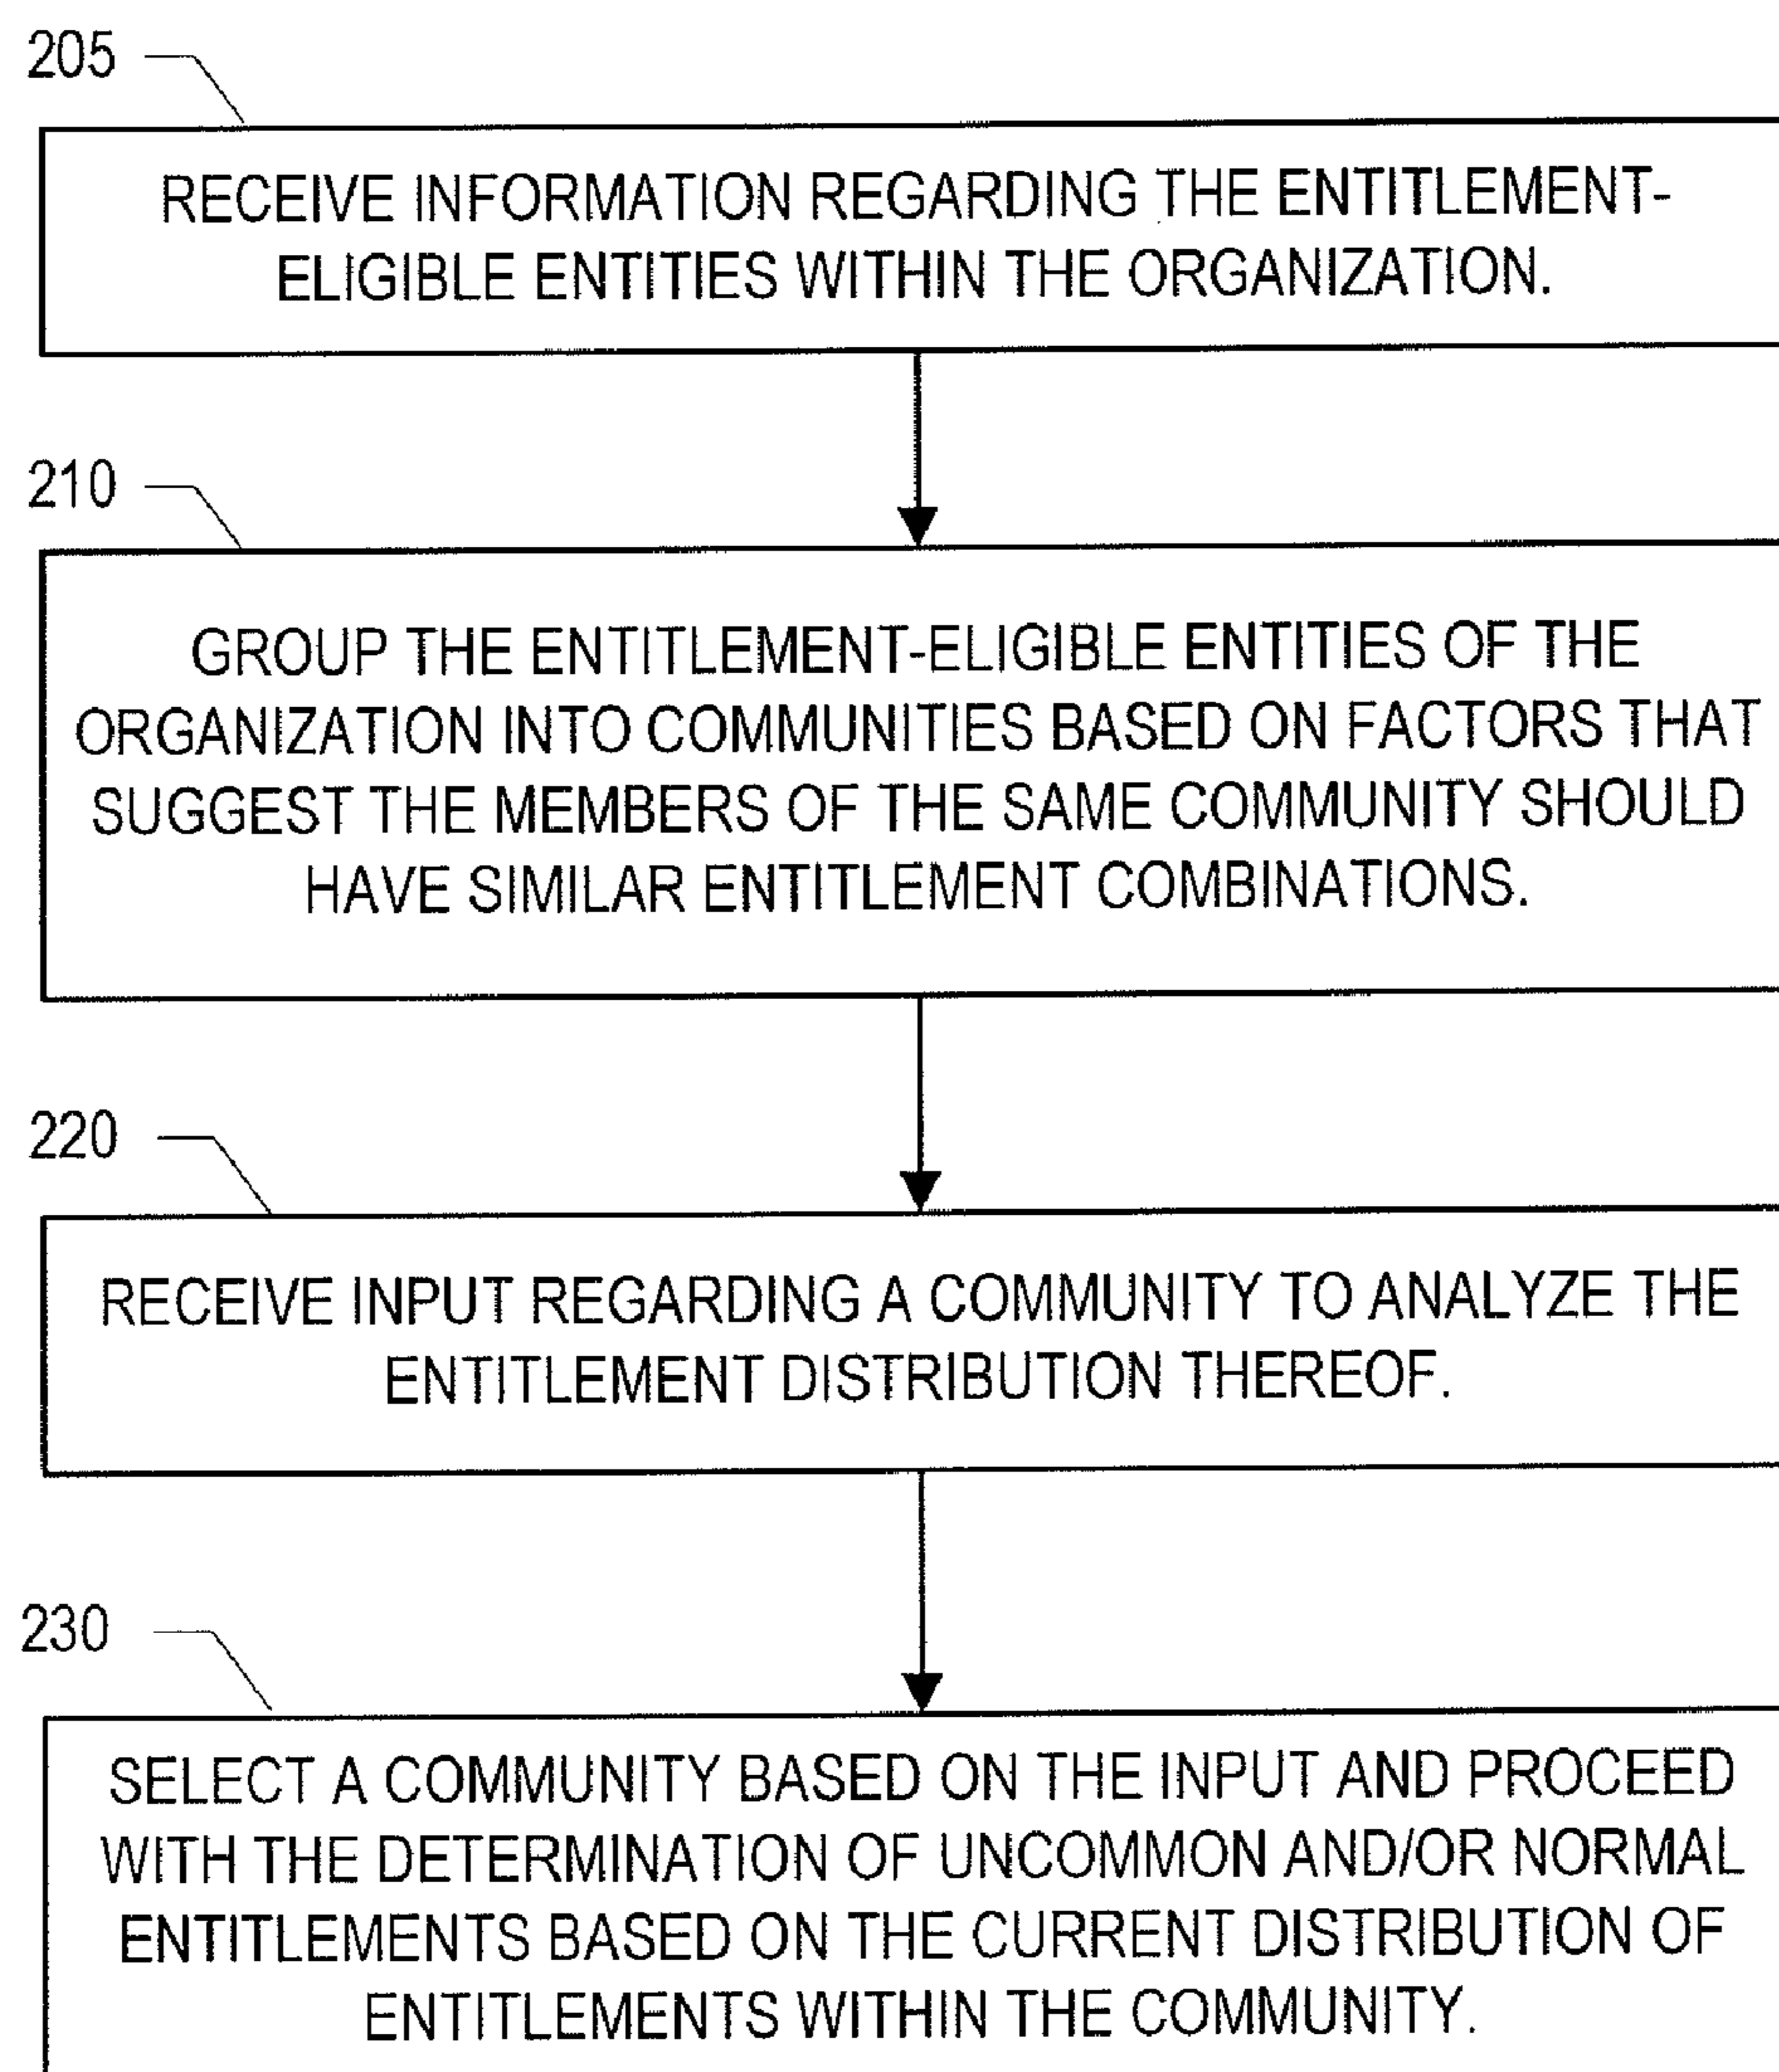 205
RECEIVE INFORMATION REGARDING THE ENTITLEMENT-
ELIGIBLE ENTITIES WITHIN THE ORGANIZATION.
210
GROUP THE ENTITLEMENT-ELIGIBLE ENTITIES OF THE
ORGANIZATION INTO COMMUNITIES BASED ON FACTORS THAT
SUGGEST THE MEMBERS OF THE SAME COMMUNITY SHOULD
HAVE SIMILAR ENTITLEMENT COMBINATIONS.
220
RECEIVE INPUT REGARDING A COMMUNITY TO ANALYZE THE
ENTITLEMENT DISTRIBUTION THEREOF.
230
SELECT A COMMUNITY BASED ON THE INPUT AND PROCEED
WITH THE DETERMINATION OF UNCOMMON AND/OR NORMAL
ENTITLEMENTS BASED ON THE CURRENT DISTRIBUTION OF
ENTITLEMENTS WITHIN THE COMMUNITY.